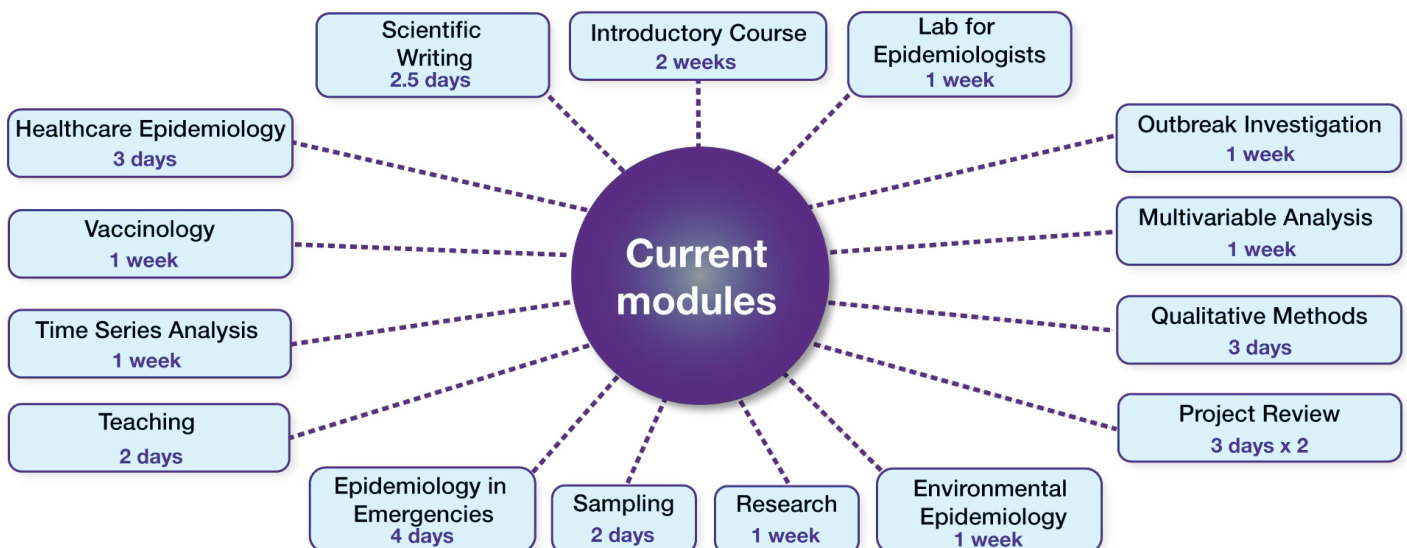 Scientific
Writing
2.5 days
Introductory Course
2 weeks
Lab for
Epidemiologists
1 week
Healthcare Epidemiology
3 days
Outbreak Investigation
1 week
Vaccinology
1 week
Multivariable Analysis
1 week
Current
modules
Time Series Analysis
1 week
Qualitative Methods
3 days
Teaching
2 days
Project Review
3 days x 2
Epidemiology in
Emergencies
4 days
Sampling
2 days
Research
1 week
Environmental
Epidemiology
1 week